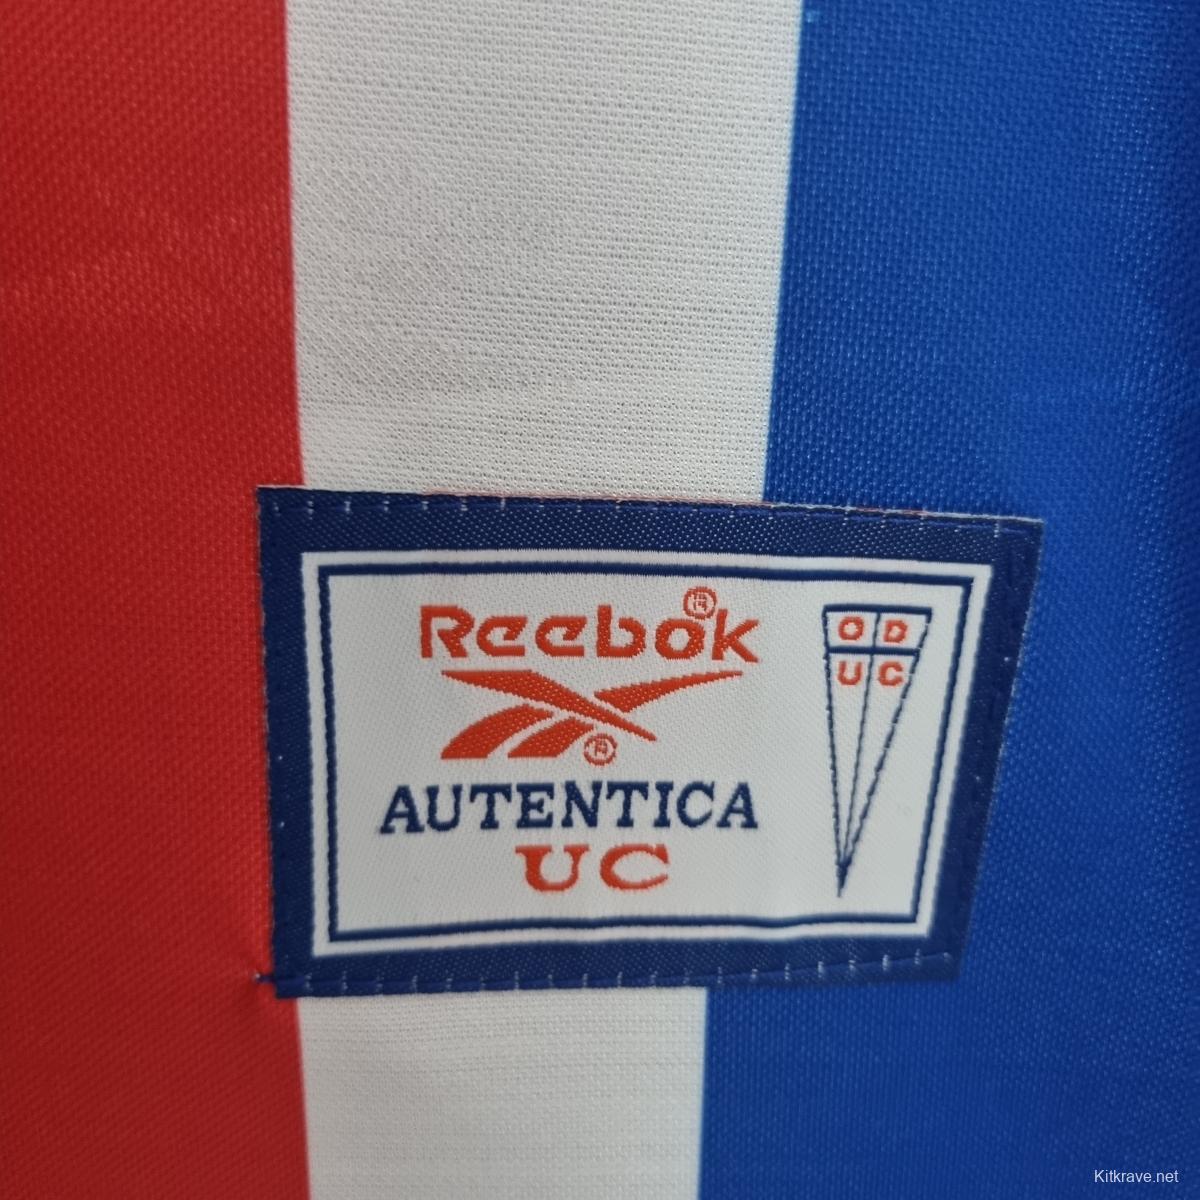 Reebok®
®
AUTENTICA
UC
O D
U C
Kitkrave.net